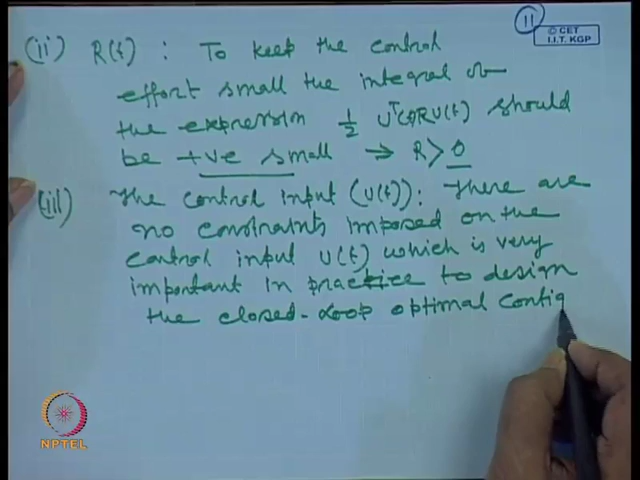 11
© CET
I.I.T. KGP
(ii) R(t) : To keep the control
effort small the integral or
the expression 1/2 Uᵀ(t)RU(t) should
be +ve small → R > 0
(iii) The control input (U(t)): There are
no constraints imposed on the
control input U(t) which is very
important in practice to design
the closed-loop optimal config
NPTEL